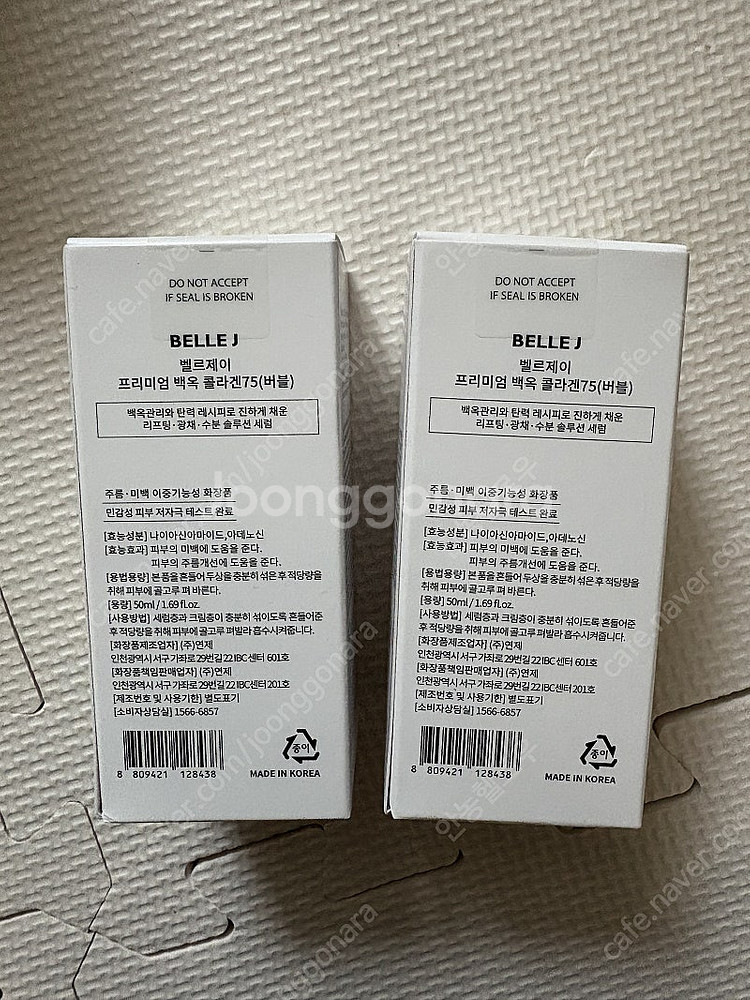 DO NOT ACCEPT
IF SEAL IS BROKEN
BELLE J
벨르제이
프리미엄 백옥 콜라겐75(버블)
백옥관리와 탄력 레시피로 진하게 채운
리프팅·광채·수분 솔루션 세럼
주름·미백 이중기능성 화장품
민감성 피부 저자극 테스트 완료
[효능성분] 나이아신아마이드,아데노신
[효능효과] 피부의 미백에 도움을 준다.
피부의 주름개선에 도움을 준다.
[용법용량] 본품을 흔들어 두상을 충분히 섞은 후 적당량을
취해 피부에 골고루 펴 바른다.
[용량] 50ml / 1.69 fl.oz.
[사용방법] 세럼층과 크림층이 충분히 섞이도록 흔들어준
후 적당량을 취해 피부에 골고루 펴발라 흡수시켜줍니다.
[화장품제조업자] (주)연제
인천광역시 서구 가좌로 29번길 22 IBC센터 601호
[화장품책임판매업자] (주)연제
인천광역시 서구 가좌로 29번길 22 IBC센터 201호
[제조번호 및 사용기한] 별도표기
[소비자상담실] 1566-6857
8 809421 128438
종이
MADE IN KOREA
DO NOT ACCEPT
IF SEAL IS BROKEN
BELLE J
벨르제이
프리미엄 백옥 콜라겐75(버블)
백옥관리와 탄력 레시피로 진하게 채운
리프팅·광채·수분 솔루션 세럼
주름·미백 이중기능성 화장품
민감성 피부 저자극 테스트 완료
[효능성분] 나이아신아마이드,아데노신
[효능효과] 피부의 미백에 도움을 준다.
피부의 주름개선에 도움을 준다.
[용법용량] 본품을 흔들어 두상을 충분히 섞은 후 적당량을
취해 피부에 골고루 펴 바른다.
[용량] 50ml / 1.69 fl.oz.
[사용방법] 세럼층과 크림층이 충분히 섞이도록 흔들어준
후 적당량을 취해 피부에 골고루 펴발라 흡수시켜줍니다.
[화장품제조업자] (주)연제
인천광역시 서구 가좌로 29번길 22 IBC센터 601호
[화장품책임판매업자] (주)연제
인천광역시 서구 가좌로 29번길 22 IBC센터 201호
[제조번호 및 사용기한] 별도표기
[소비자상담실] 1566-6857
8 809421 128438
종이
MADE IN KOREA
joonggonara
cafe.naver.com/joonggonara